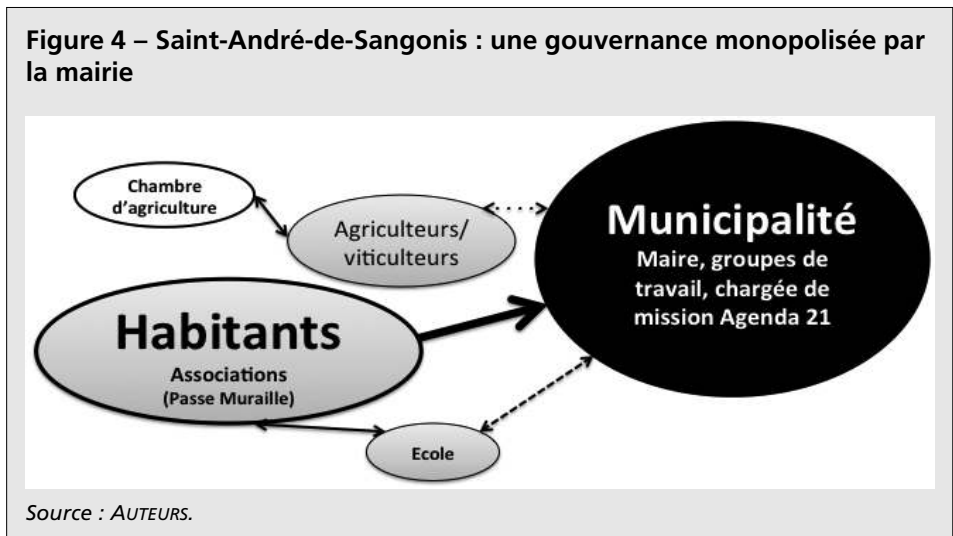 Figure 4 – Saint-André-de-Sangonis : une gouvernance monopolisée par
la mairie
Chambre
d'agriculture
Agriculteurs/
viticulteurs
Municipalité
Maire, groupes de
travail, chargée de
mission Agenda 21
Habitants
Associations
(Passe Muraille)
Ecole
Source : AUTEURS.